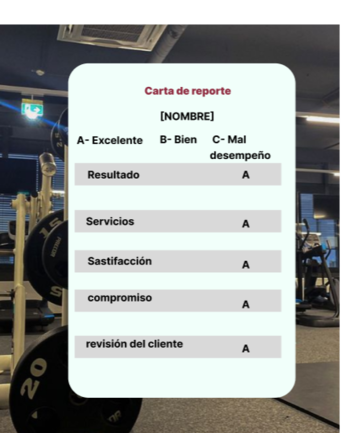 Carta de reporte
[NOMBRE]
A- Excelente B- Bien C- Mal
desempeño
Resultado A
Servicios A
Sastifacción A
compromiso A
revisión del cliente A
20